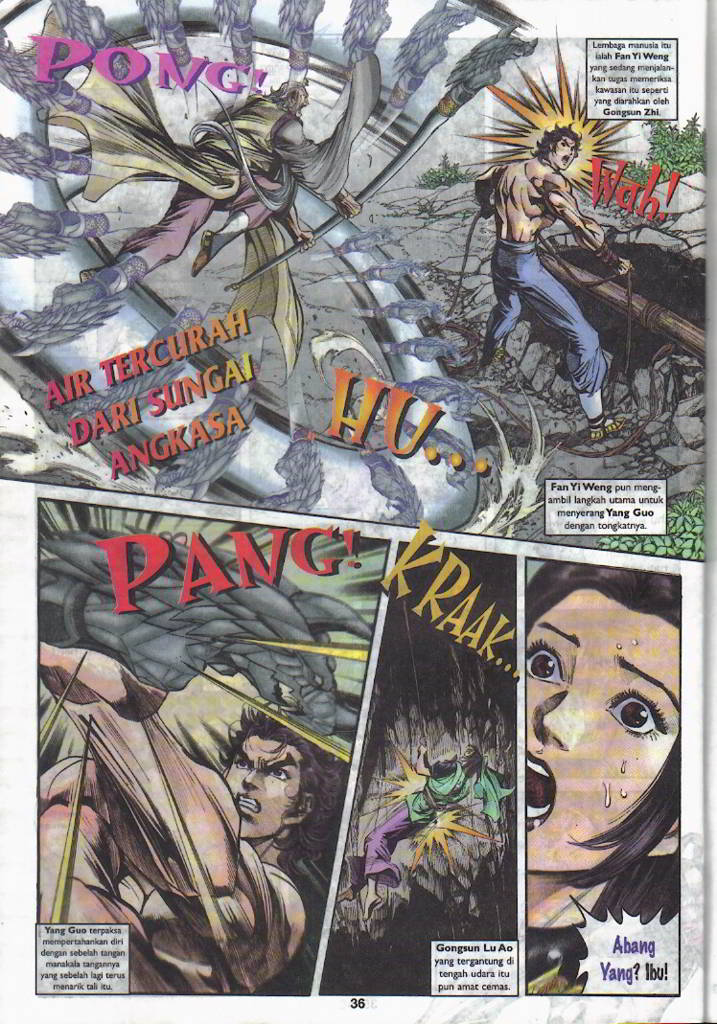 PONG!
Lembaga manusia itu
ialah Fan Yi Weng
yang sedang menjalan-
kan tugas memeriksa
kawasan itu seperti
yang diarahkan oleh
Gongsun Zhi.
Wah!
AIR TERCURAH
DARI SUNGAI
ANGKASA
HU...
Fan Yi Weng pun meng-
ambil langkah utama untuk
menyerang Yang Guo
dengan tongkatnya.
PANG!
Yang Guo terpaksa
mempertahankan diri
dengan sebelah tangan
manakala tangannya
yang sebelah lagi terus
menarik tali itu.
KRAAK...
Gongsun Lu Ao
yang tergantung di
tengah udara itu
pun amat cemas.
Abang
Yang? Ibu!
36